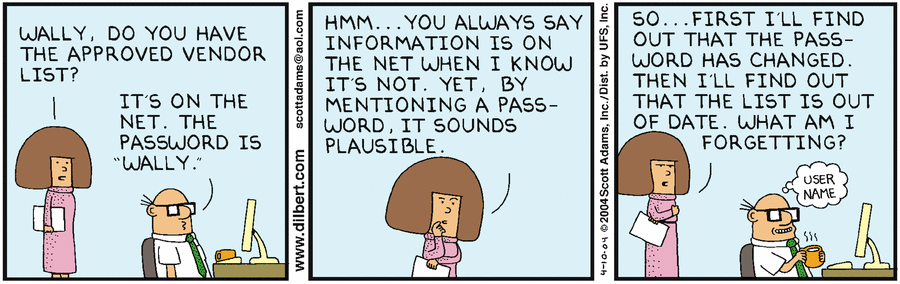 WALLY, DO YOU HAVE
THE APPROVED VENDOR
LIST?
IT'S ON THE
NET. THE
PASSWORD IS
"WALLY."
www.dilbert.com scottadams@aol.com
HMM...YOU ALWAYS SAY
INFORMATION IS ON
THE NET WHEN I KNOW
IT'S NOT. YET, BY
MENTIONING A PASS-
WORD, IT SOUNDS
PLAUSIBLE.
4-10-04 ©2004 Scott Adams, Inc./Dist. by UFS, Inc.
SO...FIRST I'LL FIND
OUT THAT THE PASS-
WORD HAS CHANGED.
THEN I'LL FIND OUT
THAT THE LIST IS OUT
OF DATE. WHAT AM I
FORGETTING?
USER
NAME